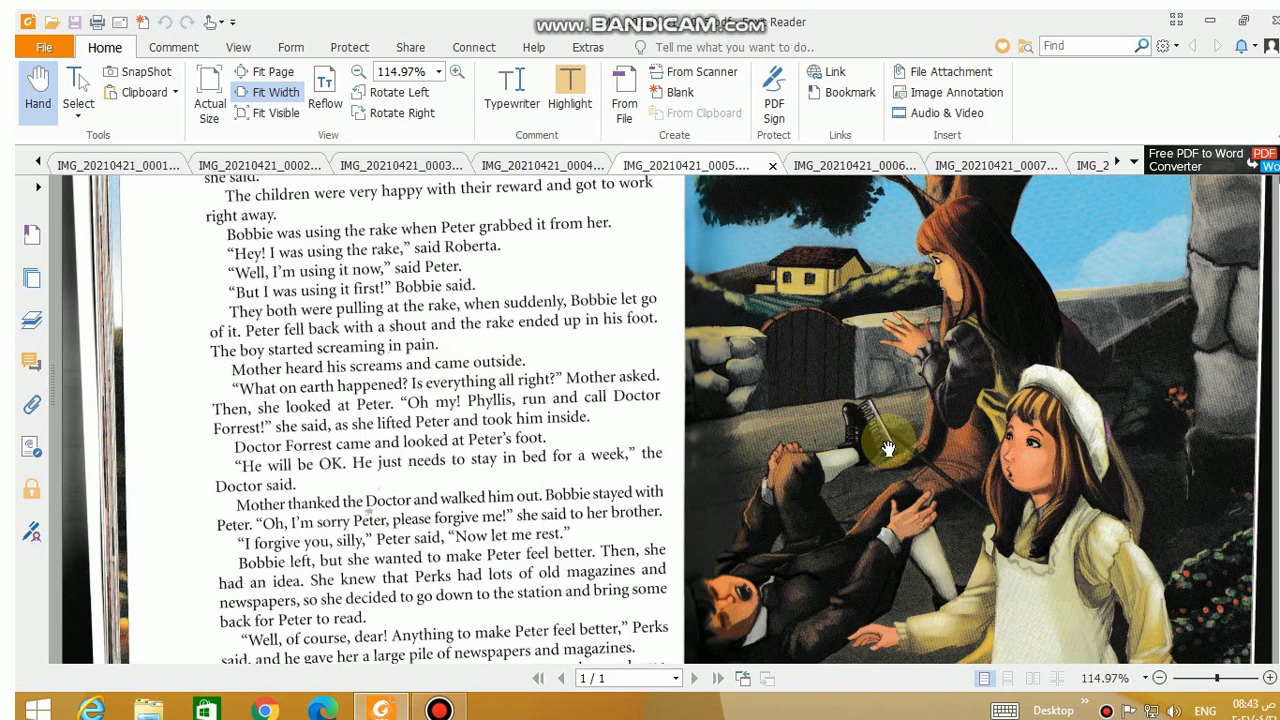 www.BANDICAM.com
Foxit Reader
File Home Comment View Form Protect Share Connect Help Extras Tell me what you want to do.. Find
Hand
Select
SnapShot
Clipboard
Tools
Actual Size
Fit Page
Fit Width
Fit Visible
Reflow
114.97%
Rotate Left
Rotate Right
View
Typewriter
Highlight
Comment
From File
From Scanner
Blank
From Clipboard
Create
PDF Sign
Protect
Link
Bookmark
Links
File Attachment
Image Annotation
Audio & Video
Insert
IMG_20210421_0001... IMG_20210421_0002... IMG_20210421_0003... IMG_20210421_0004... IMG_20210421_0005.... IMG_20210421_0006... IMG_20210421_0007... IMG_2
Free PDF to Word
Converter
PDF
she said.
The children were very happy with their reward and got to work
right away.
Bobbie was using the rake when Peter grabbed it from her.
“Hey! I was using the rake,” said Roberta.
“Well, I’m using it now,” said Peter.
“But I was using it first!” Bobbie said.
They both were pulling at the rake, when suddenly, Bobbie let go
of it. Peter fell back with a shout and the rake ended up in his foot.
The boy started screaming in pain.
Mother heard his screams and came outside.
“What on earth happened? Is everything all right?” Mother asked.
Then, she looked at Peter. “Oh my! Phyllis, run and call Doctor
Forrest!” she said, as she lifted Peter and took him inside.
Doctor Forrest came and looked at Peter’s foot.
“He will be OK. He just needs to stay in bed for a week,” the
Doctor said.
Mother thanked the Doctor and walked him out. Bobbie stayed with
Peter. “Oh, I’m sorry Peter, please forgive me!” she said to her brother.
“I forgive you, silly,” Peter said, “Now let me rest.”
Bobbie left, but she wanted to make Peter feel better. Then, she
had an idea. She knew that Perks had lots of old magazines and
newspapers, so she decided to go down to the station and bring some
back for Peter to read.
“Well, of course, dear! Anything to make Peter feel better,” Perks
said, and he gave her a large pile of newspapers and magazines.
1 / 1
114.97%
Desktop
ENG
08:43 ص